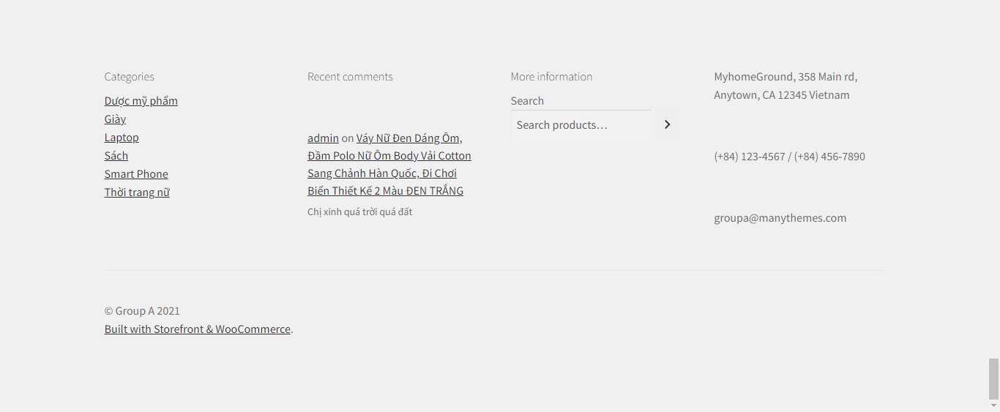 Categories
Dược mỹ phẩm
Giày
Laptop
Sách
Smart Phone
Thời trang nữ
Recent comments
admin on Váy Nữ Đen Dáng Ôm,
Đầm Polo Nữ Ôm Body Vải Cotton
Sang Chảnh Hàn Quốc, Đi Chơi
Biển Thiết Kế 2 Màu ĐEN TRẮNG
Chị xinh quá trời quá đất
More information
Search
Search products…
MyhomeGround, 358 Main rd,
Anytown, CA 12345 Vietnam
(+84) 123-4567 / (+84) 456-7890
groupa@manythemes.com
© Group A 2021
Built with Storefront & WooCommerce.